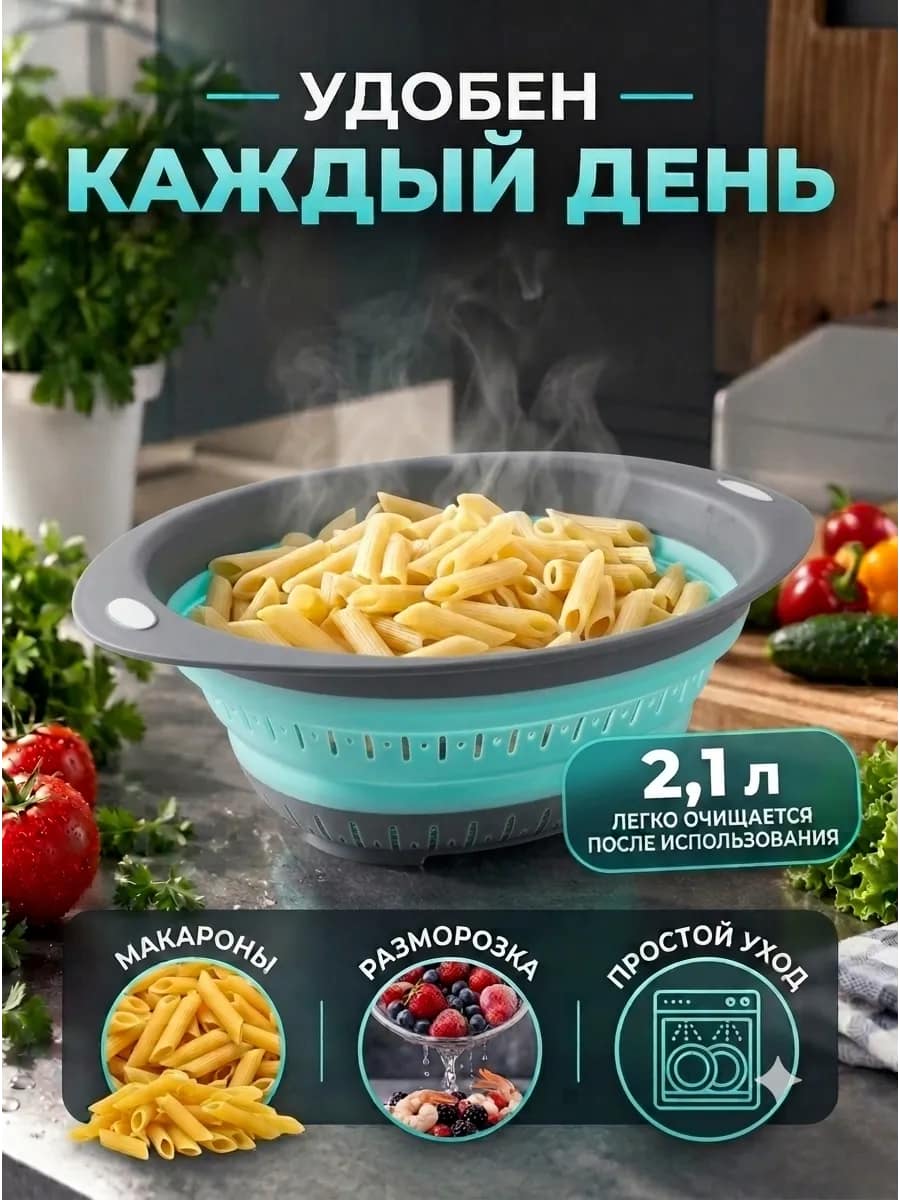 УДОБЕН
КАЖДЫЙ ДЕНЬ
2,1 л
ЛЕГКО ОЧИЩАЕТСЯ
ПОСЛЕ ИСПОЛЬЗОВАНИЯ
МАКАРОНЫ
РАЗМОРОЗКА
ПРОСТОЙ УХОД